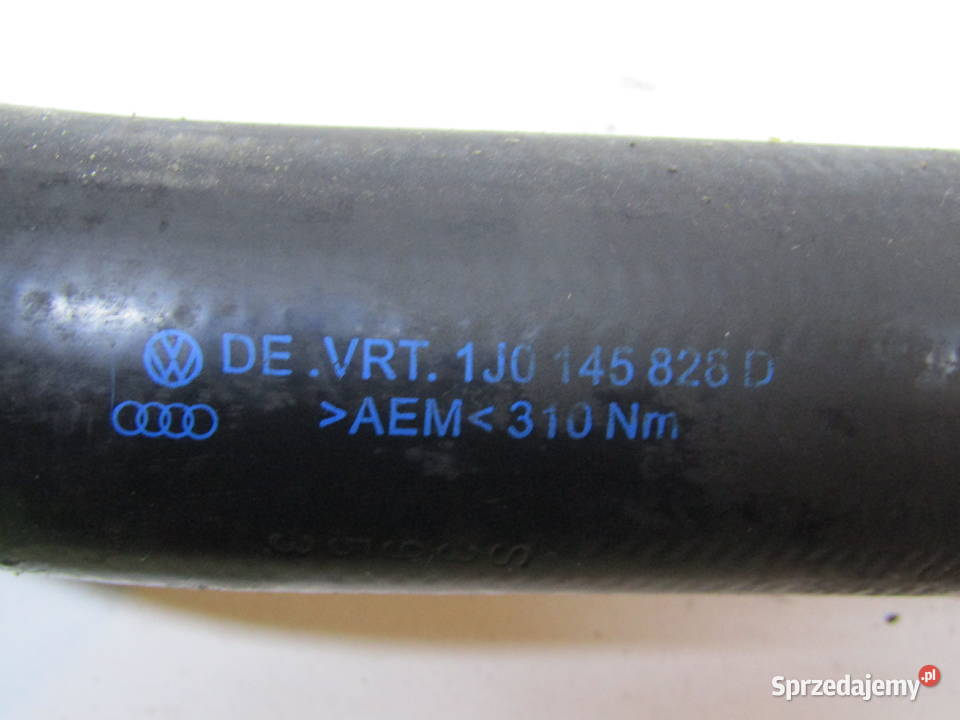 DE .VRT. 1J0 145 828 D
>AEM< 310 Nm
Sprzedajemy.pl